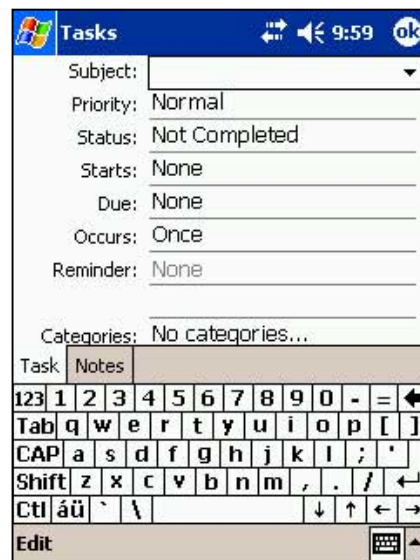 Tasks 9:59 ok
Subject:
Priority: Normal
Status: Not Completed
Starts: None
Due: None
Occurs: Once
Reminder: None
Categories: No categories...
Task Notes
123 1 2 3 4 5 6 7 8 9 0 - = ←
Tab q w e r t y u i o p [ ]
CAP a s d f g h j k l ; '
Shift z x c v b n m , . / ↵
Ctl áü ` \ ↓ ↑ ← →
Edit